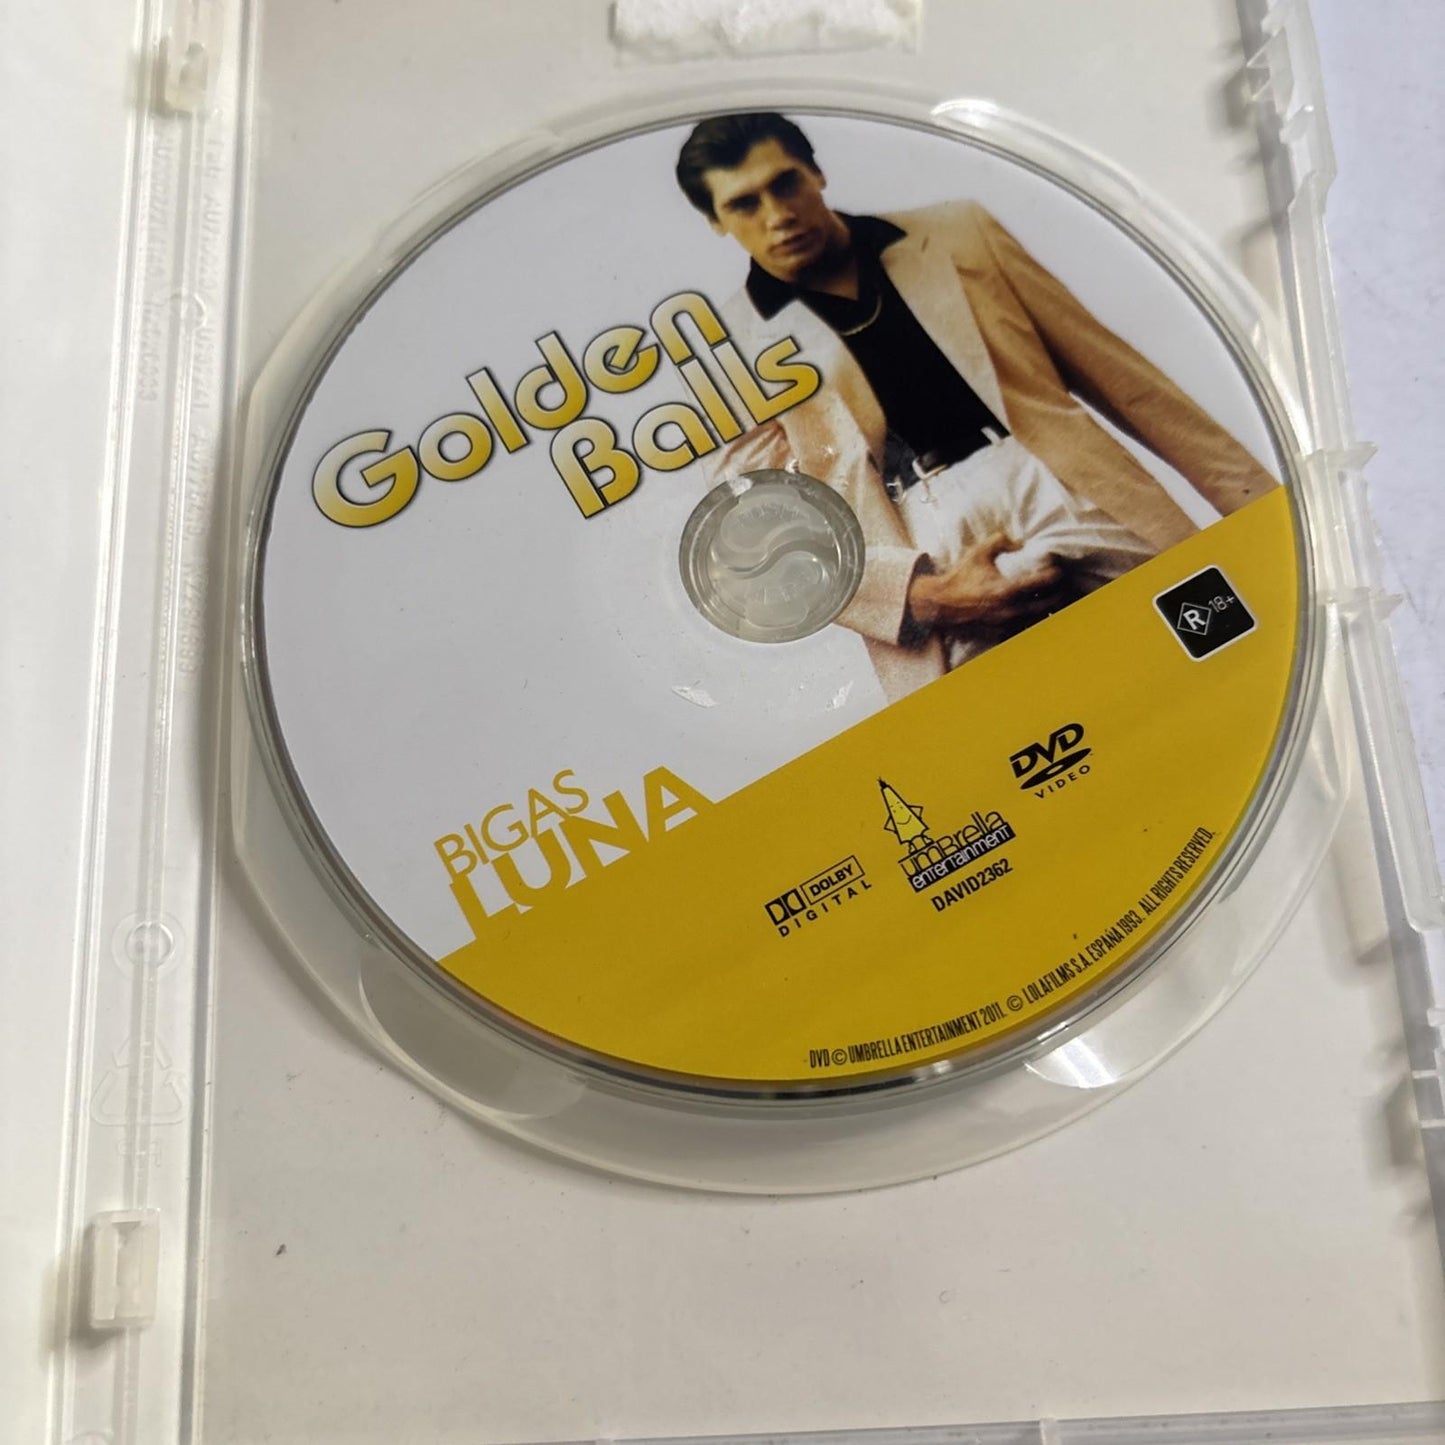 Golden
Balls
R 18+
BIGAS
LUNA
DVD
VIDEO
DOLBY
DIGITAL
umBrella
entertainment
DAVID2362
DVD © UMBRELLA ENTERTAINMENT 2011. © LOLAFILMS S.A. ESPAÑA 1993. ALL RIGHTS RESERVED.